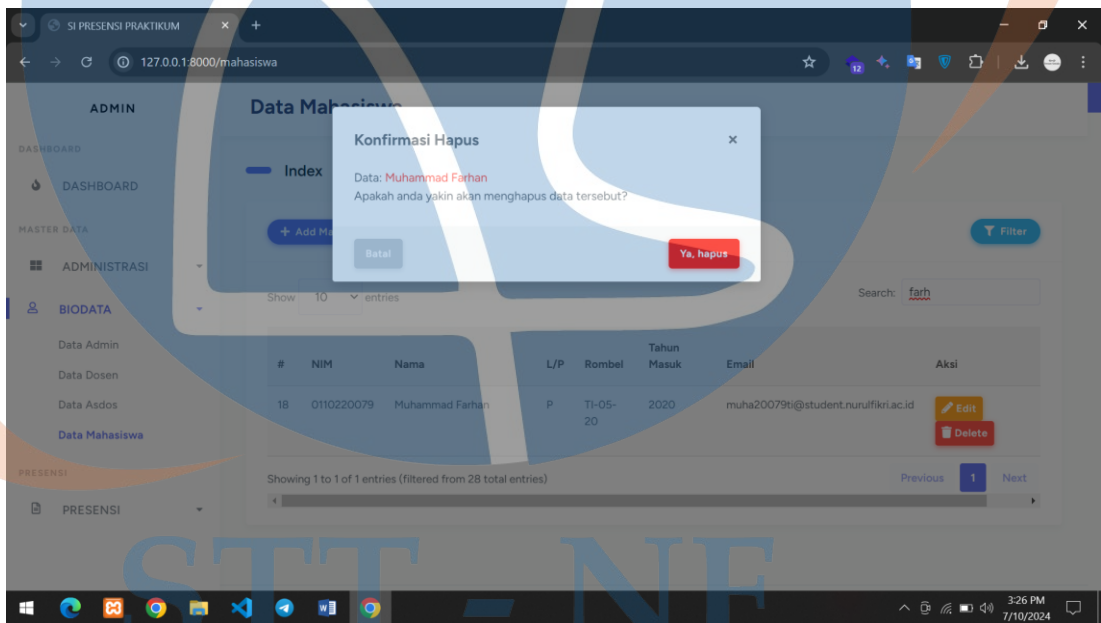 SI PRESENSI PRAKTIKUM
127.0.0.1:8000/mahasiswa
12
ADMIN
Data Mahasiswa
DASHBOARD
DASHBOARD
MASTER DATA
ADMINISTRASI
BIODATA
Data Admin
Data Dosen
Data Asdos
Data Mahasiswa
PRESENSI
PRESENSI
Index
Konfirmasi Hapus
Data: Muhammad Farhan
Apakah anda yakin akan menghapus data tersebut?
Batal Ya, hapus
+ Add Ma
Filter
Show 10 entries
Search: farh
# NIM Nama L/P Rombel Tahun Masuk Email Aksi
18 0110220079 Muhammad Farhan P TI-05-20 2020 muha20079ti@student.nurulfikri.ac.id Edit
Delete
Showing 1 to 1 of 1 entries (filtered from 28 total entries)
Previous 1 Next
STT - NF
3:26 PM
7/10/2024